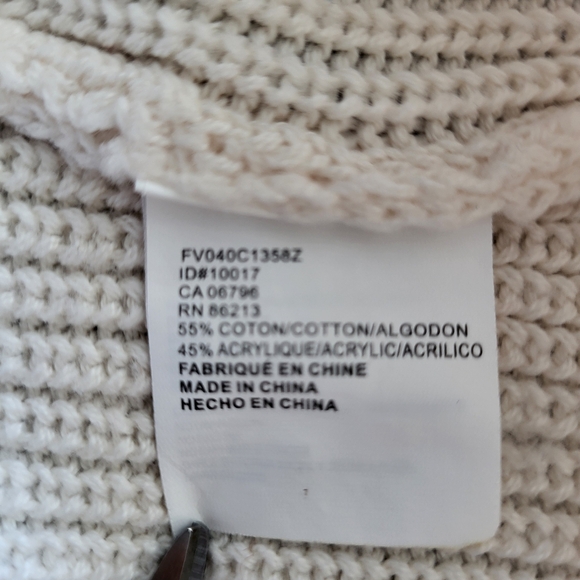 FV040C1358Z
ID#10017
CA 06796
RN 86213
55% COTON/COTTON/ALGODON
45% ACRYLIQUE/ACRYLIC/ACRILICO
FABRIQUÉ EN CHINE
MADE IN CHINA
HECHO EN CHINA